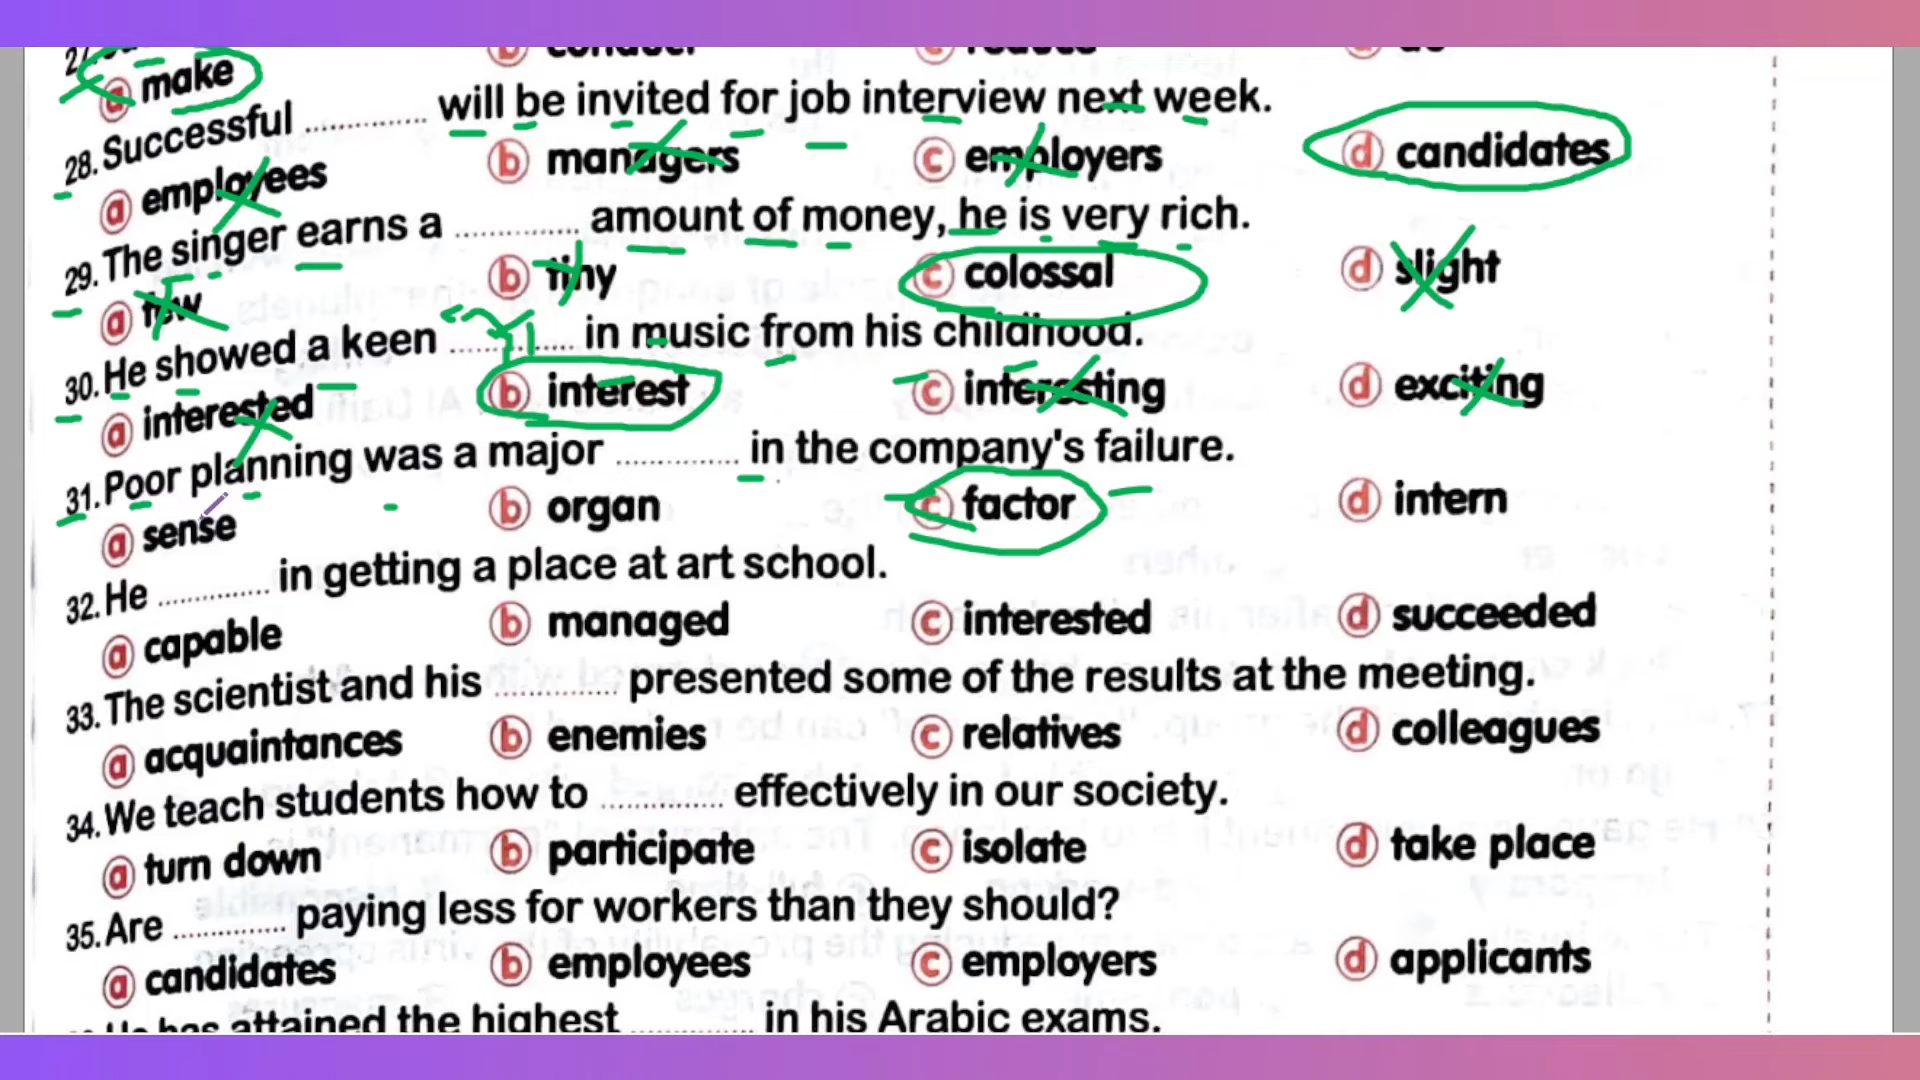 27.
ⓐ make ⓑ conduct ⓒ reduce ⓓ do
28. Successful ............ will be invited for job interview next week.
ⓐ employees ⓑ managers ⓒ employers ⓓ candidates
29. The singer earns a ............ amount of money, he is very rich.
ⓐ few ⓑ tiny ⓒ colossal ⓓ slight
30. He showed a keen ............ in music from his childhood.
ⓐ interested ⓑ interest ⓒ interesting ⓓ exciting
31. Poor planning was a major ............ in the company's failure.
ⓐ sense ⓑ organ ⓒ factor ⓓ intern
32. He ............ in getting a place at art school.
ⓐ capable ⓑ managed ⓒ interested ⓓ succeeded
33. The scientist and his ............ presented some of the results at the meeting.
ⓐ acquaintances ⓑ enemies ⓒ relatives ⓓ colleagues
34. We teach students how to ............ effectively in our society.
ⓐ turn down ⓑ participate ⓒ isolate ⓓ take place
35. Are ............ paying less for workers than they should?
ⓐ candidates ⓑ employees ⓒ employers ⓓ applicants
He has attained the highest ............ in his Arabic exams.